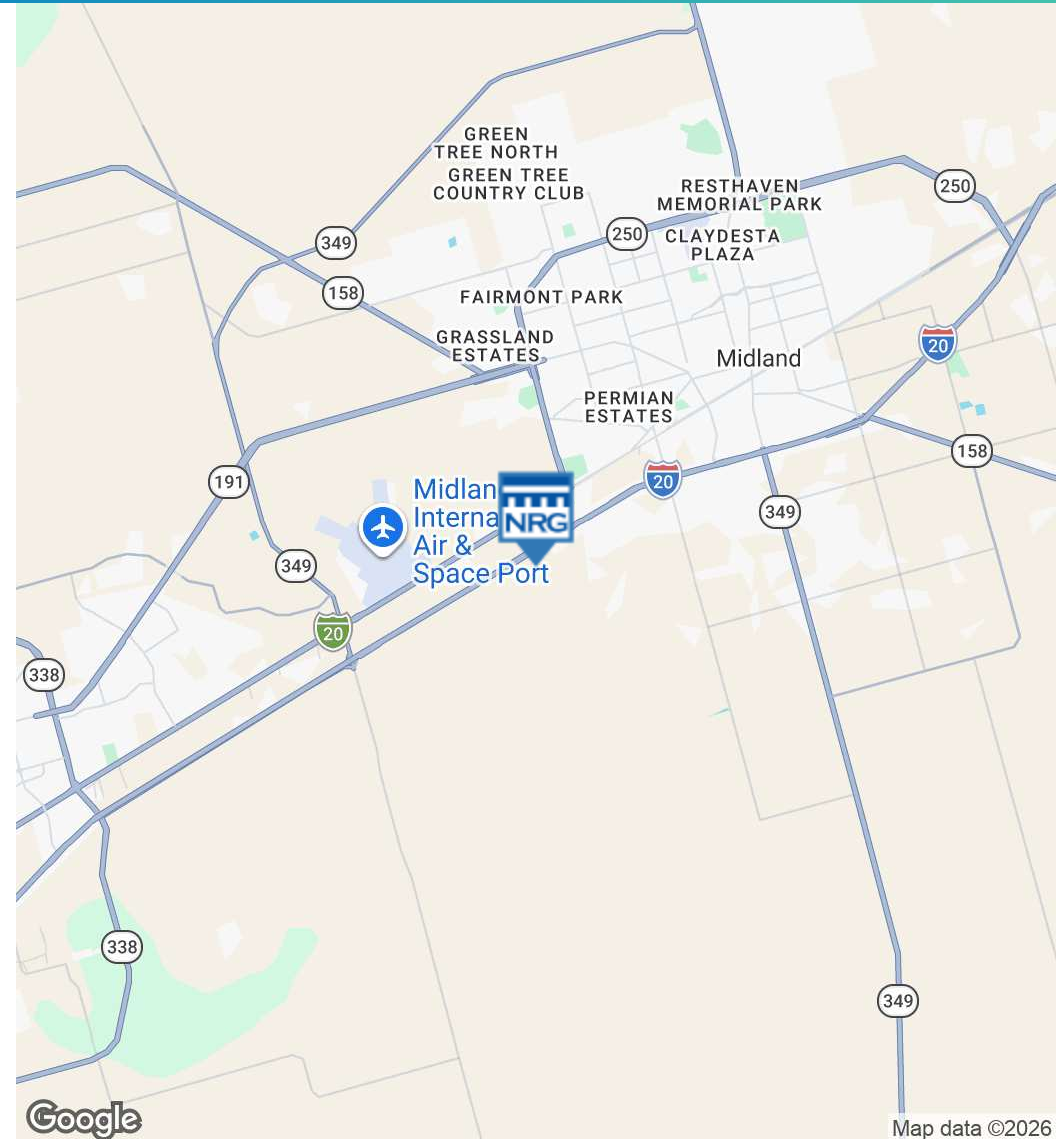 GREEN
TREE NORTH
GREEN TREE
COUNTRY CLUB
RESTHAVEN
MEMORIAL PARK
250
250
349
CLAYDESTA
PLAZA
158
FAIRMONT PARK
GRASSLAND
ESTATES
20
Midland
PERMIAN
ESTATES
158
191
20
Midlan
Interna
Air &
Space Port
NRG
349
349
20
338
338
349
Google
Map data ©2026